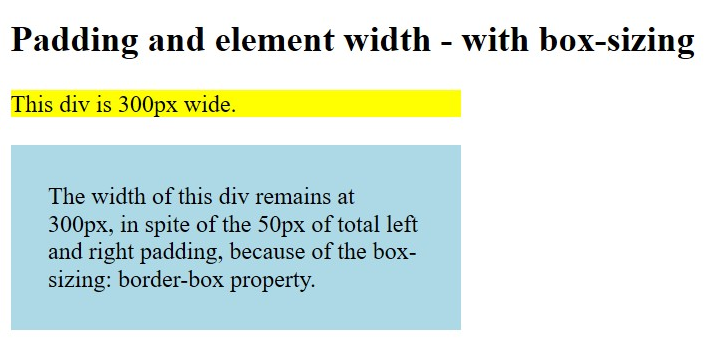 Padding and element width - with box-sizing
This div is 300px wide.
The width of this div remains at
300px, in spite of the 50px of total left
and right padding, because of the box-
sizing: border-box property.